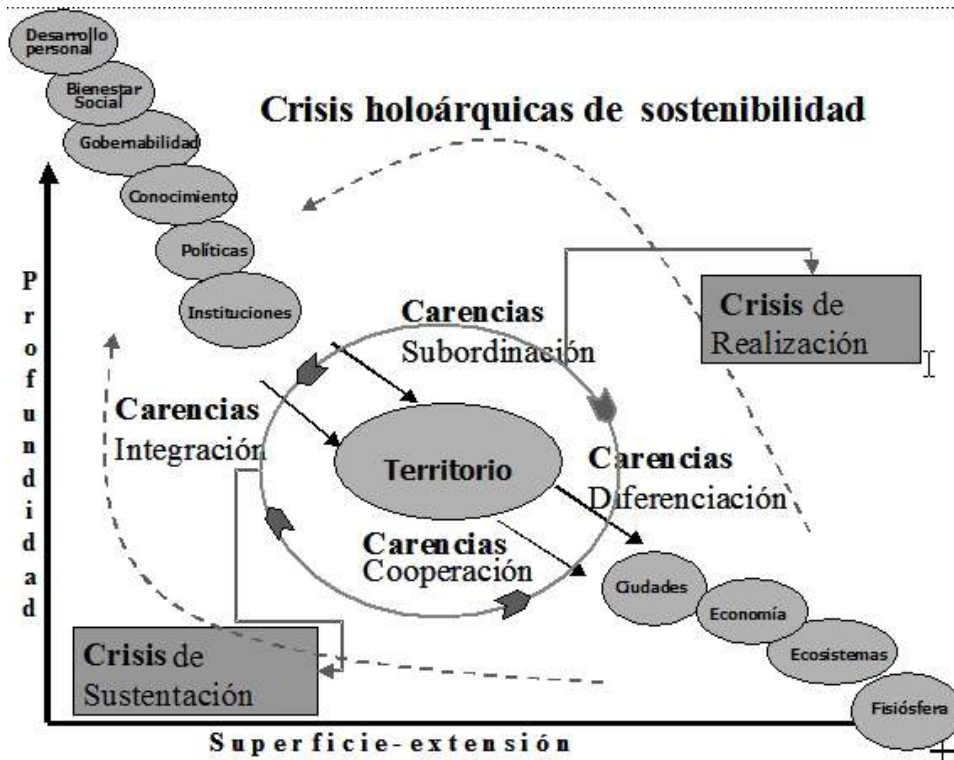 Desarrollo
personal
Bienestar
Social
Crisis holoárquicas de sostenibilidad
Gobernabilidad
Conocimiento
Políticas
Instituciones
Profundidad
Carencias
Subordinación
Crisis de
Realización
Carencias
Integración
Territorio
Carencias
Diferenciación
Carencias
Cooperación
Ciudades
Economía
Ecosistemas
Fisiósfera
Crisis de
Sustentación
Superficie-extensión